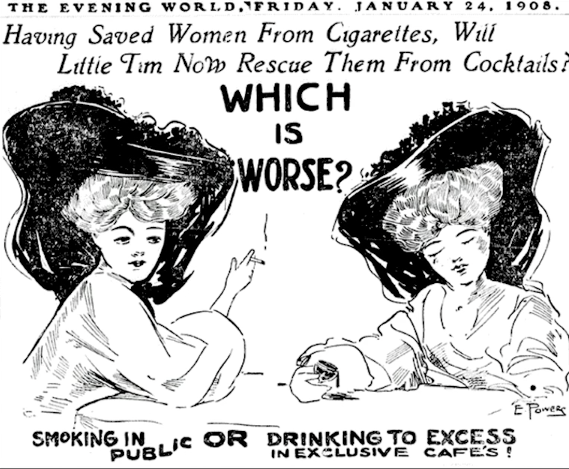 THE EVENING WORLD, FRIDAY. JANUARY 24, 1908.
Having Saved Women From Cigarettes, Will
Little Tim Now Rescue Them From Cocktails?
WHICH
IS
WORSE?
E Powers
SMOKING IN PUBLIC OR DRINKING TO EXCESS
IN EXCLUSIVE CAFE'S!